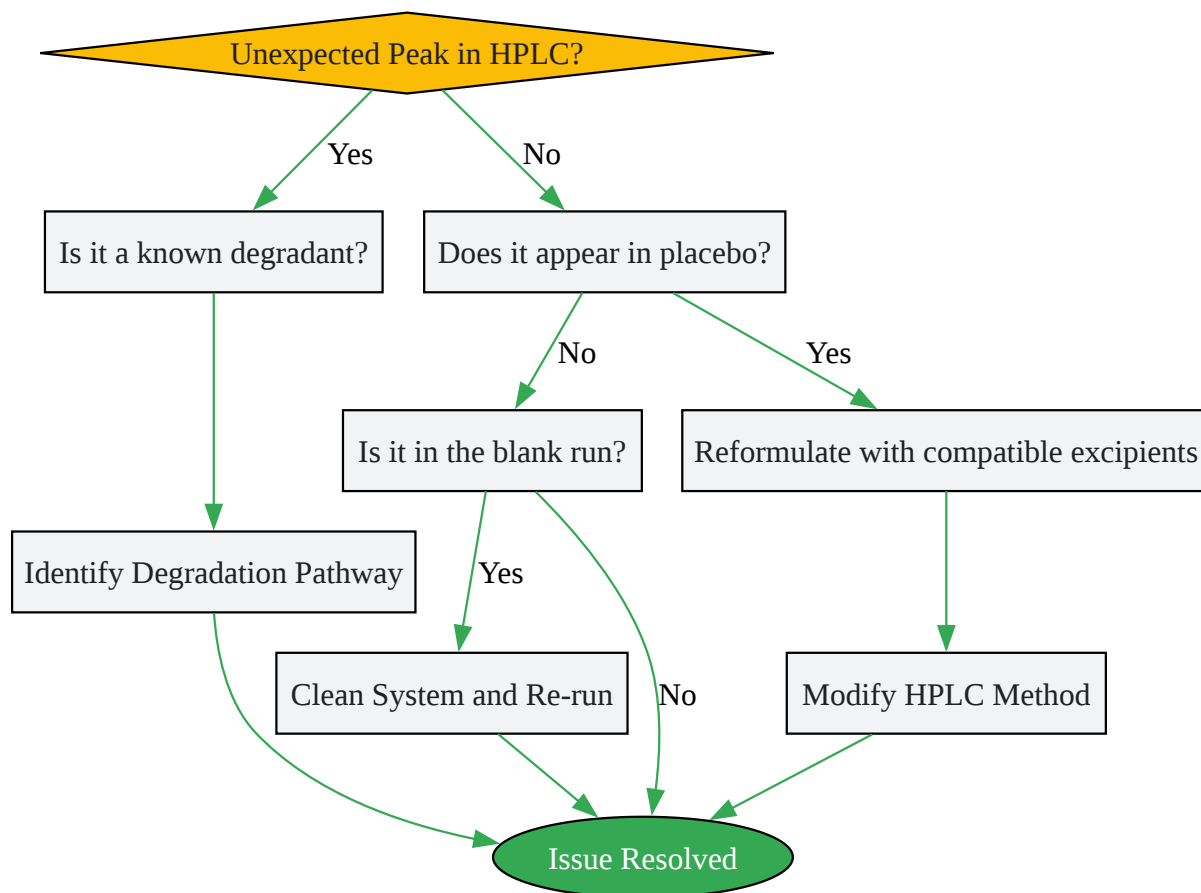 Unexpected Peak in HPLC?
Yes
No
Is it a known degradant?
Does it appear in placebo?
No
Yes
Is it in the blank run?
Reformulate with compatible excipients
Identify Degradation Pathway
Yes
Clean System and Re-run
No
Modify HPLC Method
Issue Resolved